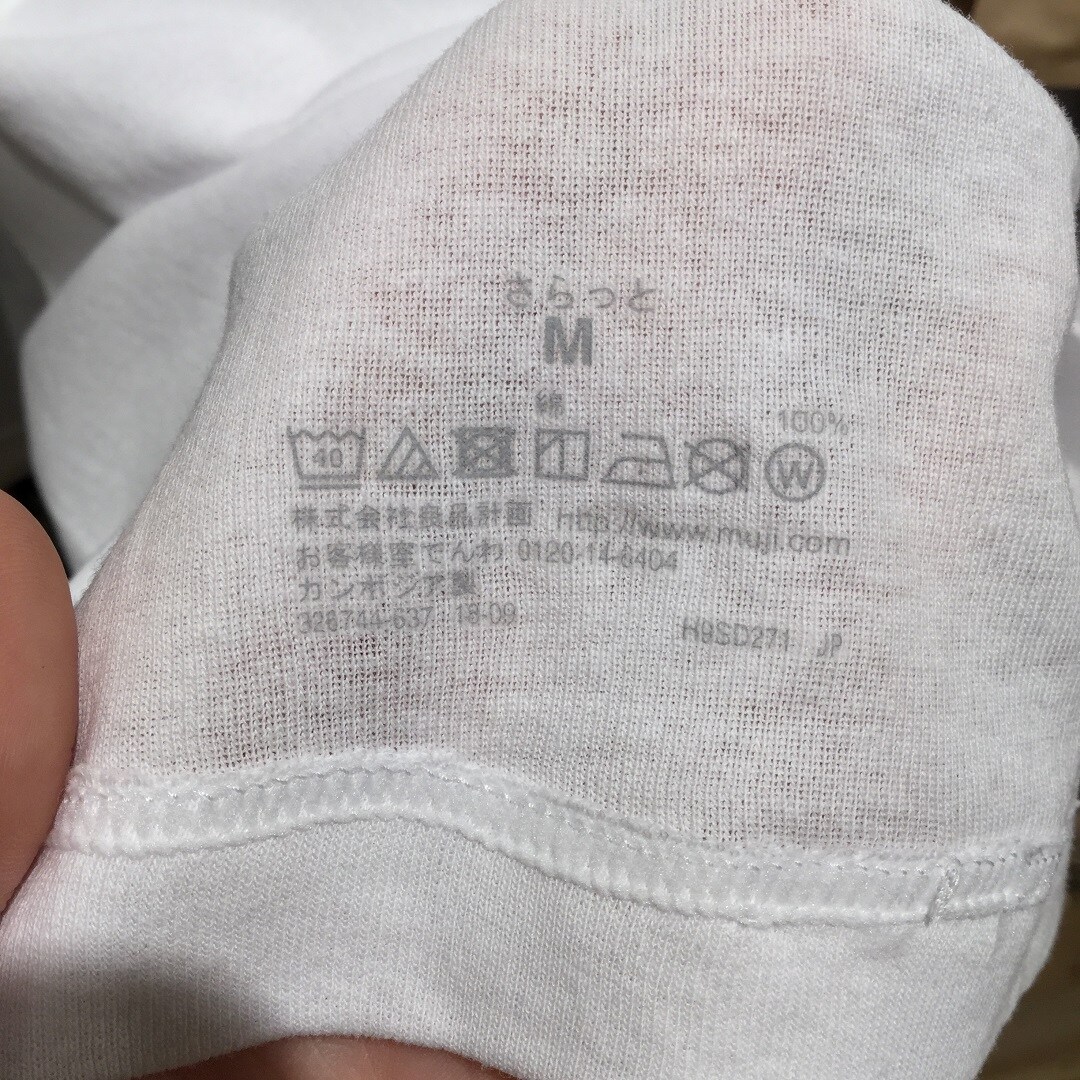 さらっと
M
綿 100%
40 W
株式会社良品計画 Http://www.muji.com
お客様室でんわ 0120-14-6404
カンボジア製
328744-637 18-09
H9SD271 JP